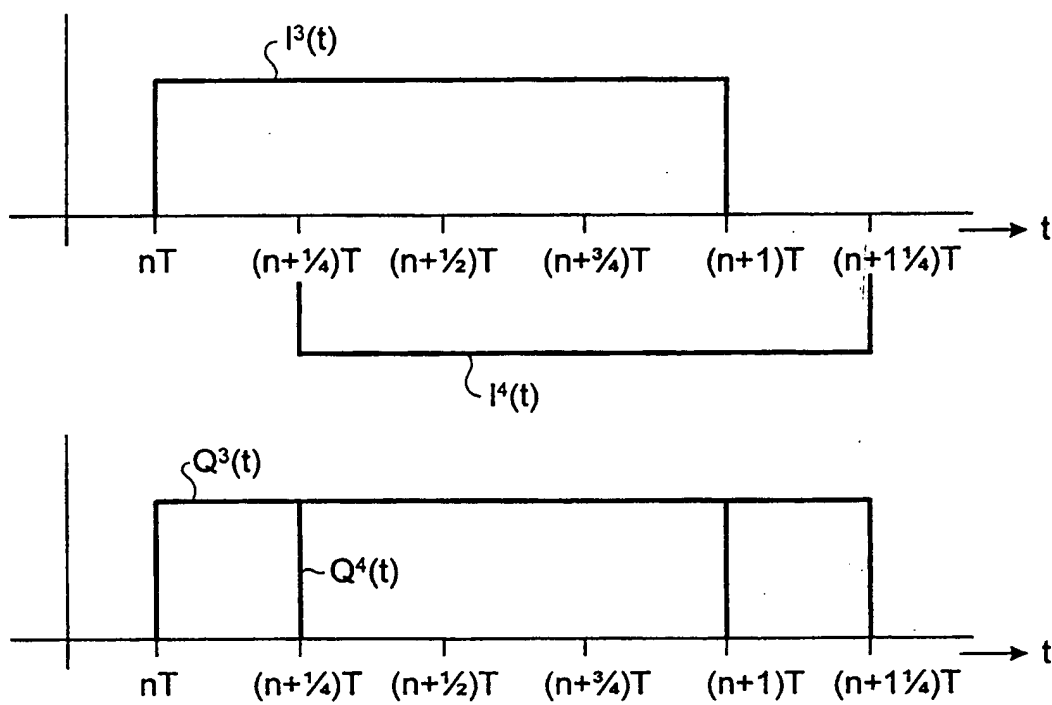 I³(t)
t
nT (n+¼)T (n+½)T (n+¾)T (n+1)T (n+1¼)T
I⁴(t)
Q³(t)
Q⁴(t)
t
nT (n+¼)T (n+½)T (n+¾)T (n+1)T (n+1¼)T